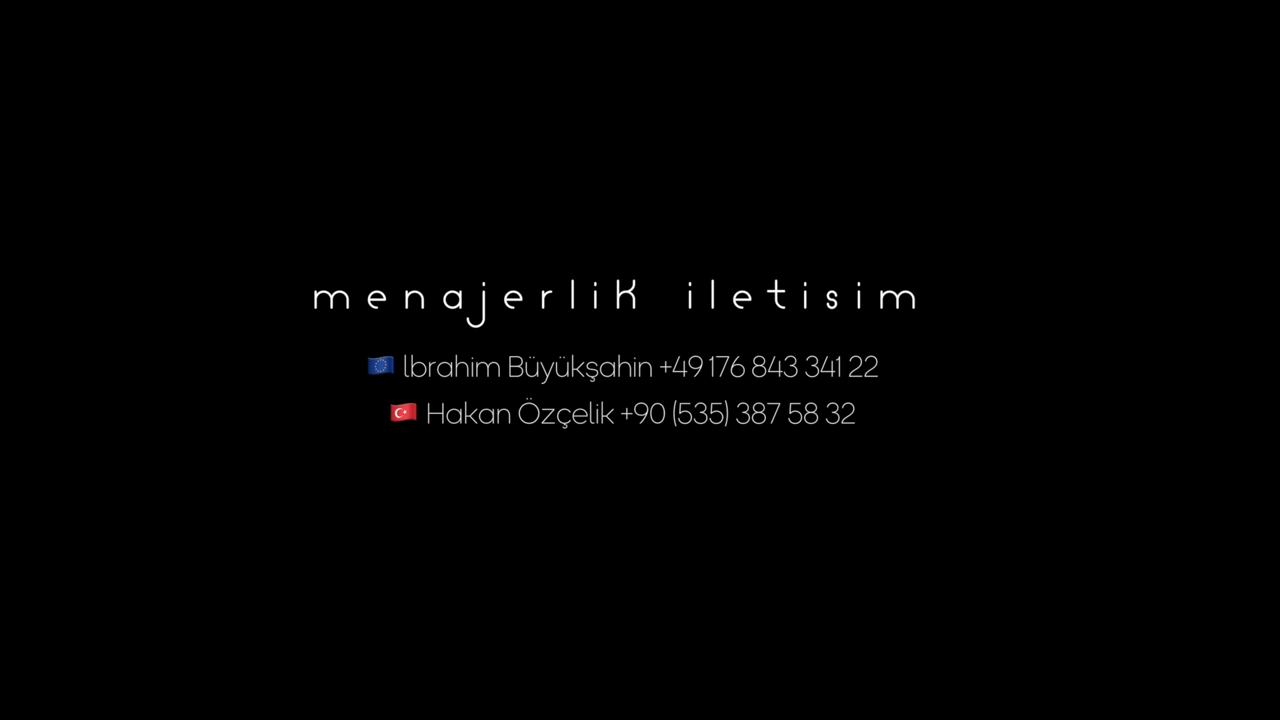 menajerlik iletisim
🇪🇺 Ibrahim Büyükşahin +49 176 843 341 22
🇹🇷 Hakan Özçelik +90 (535) 387 58 32